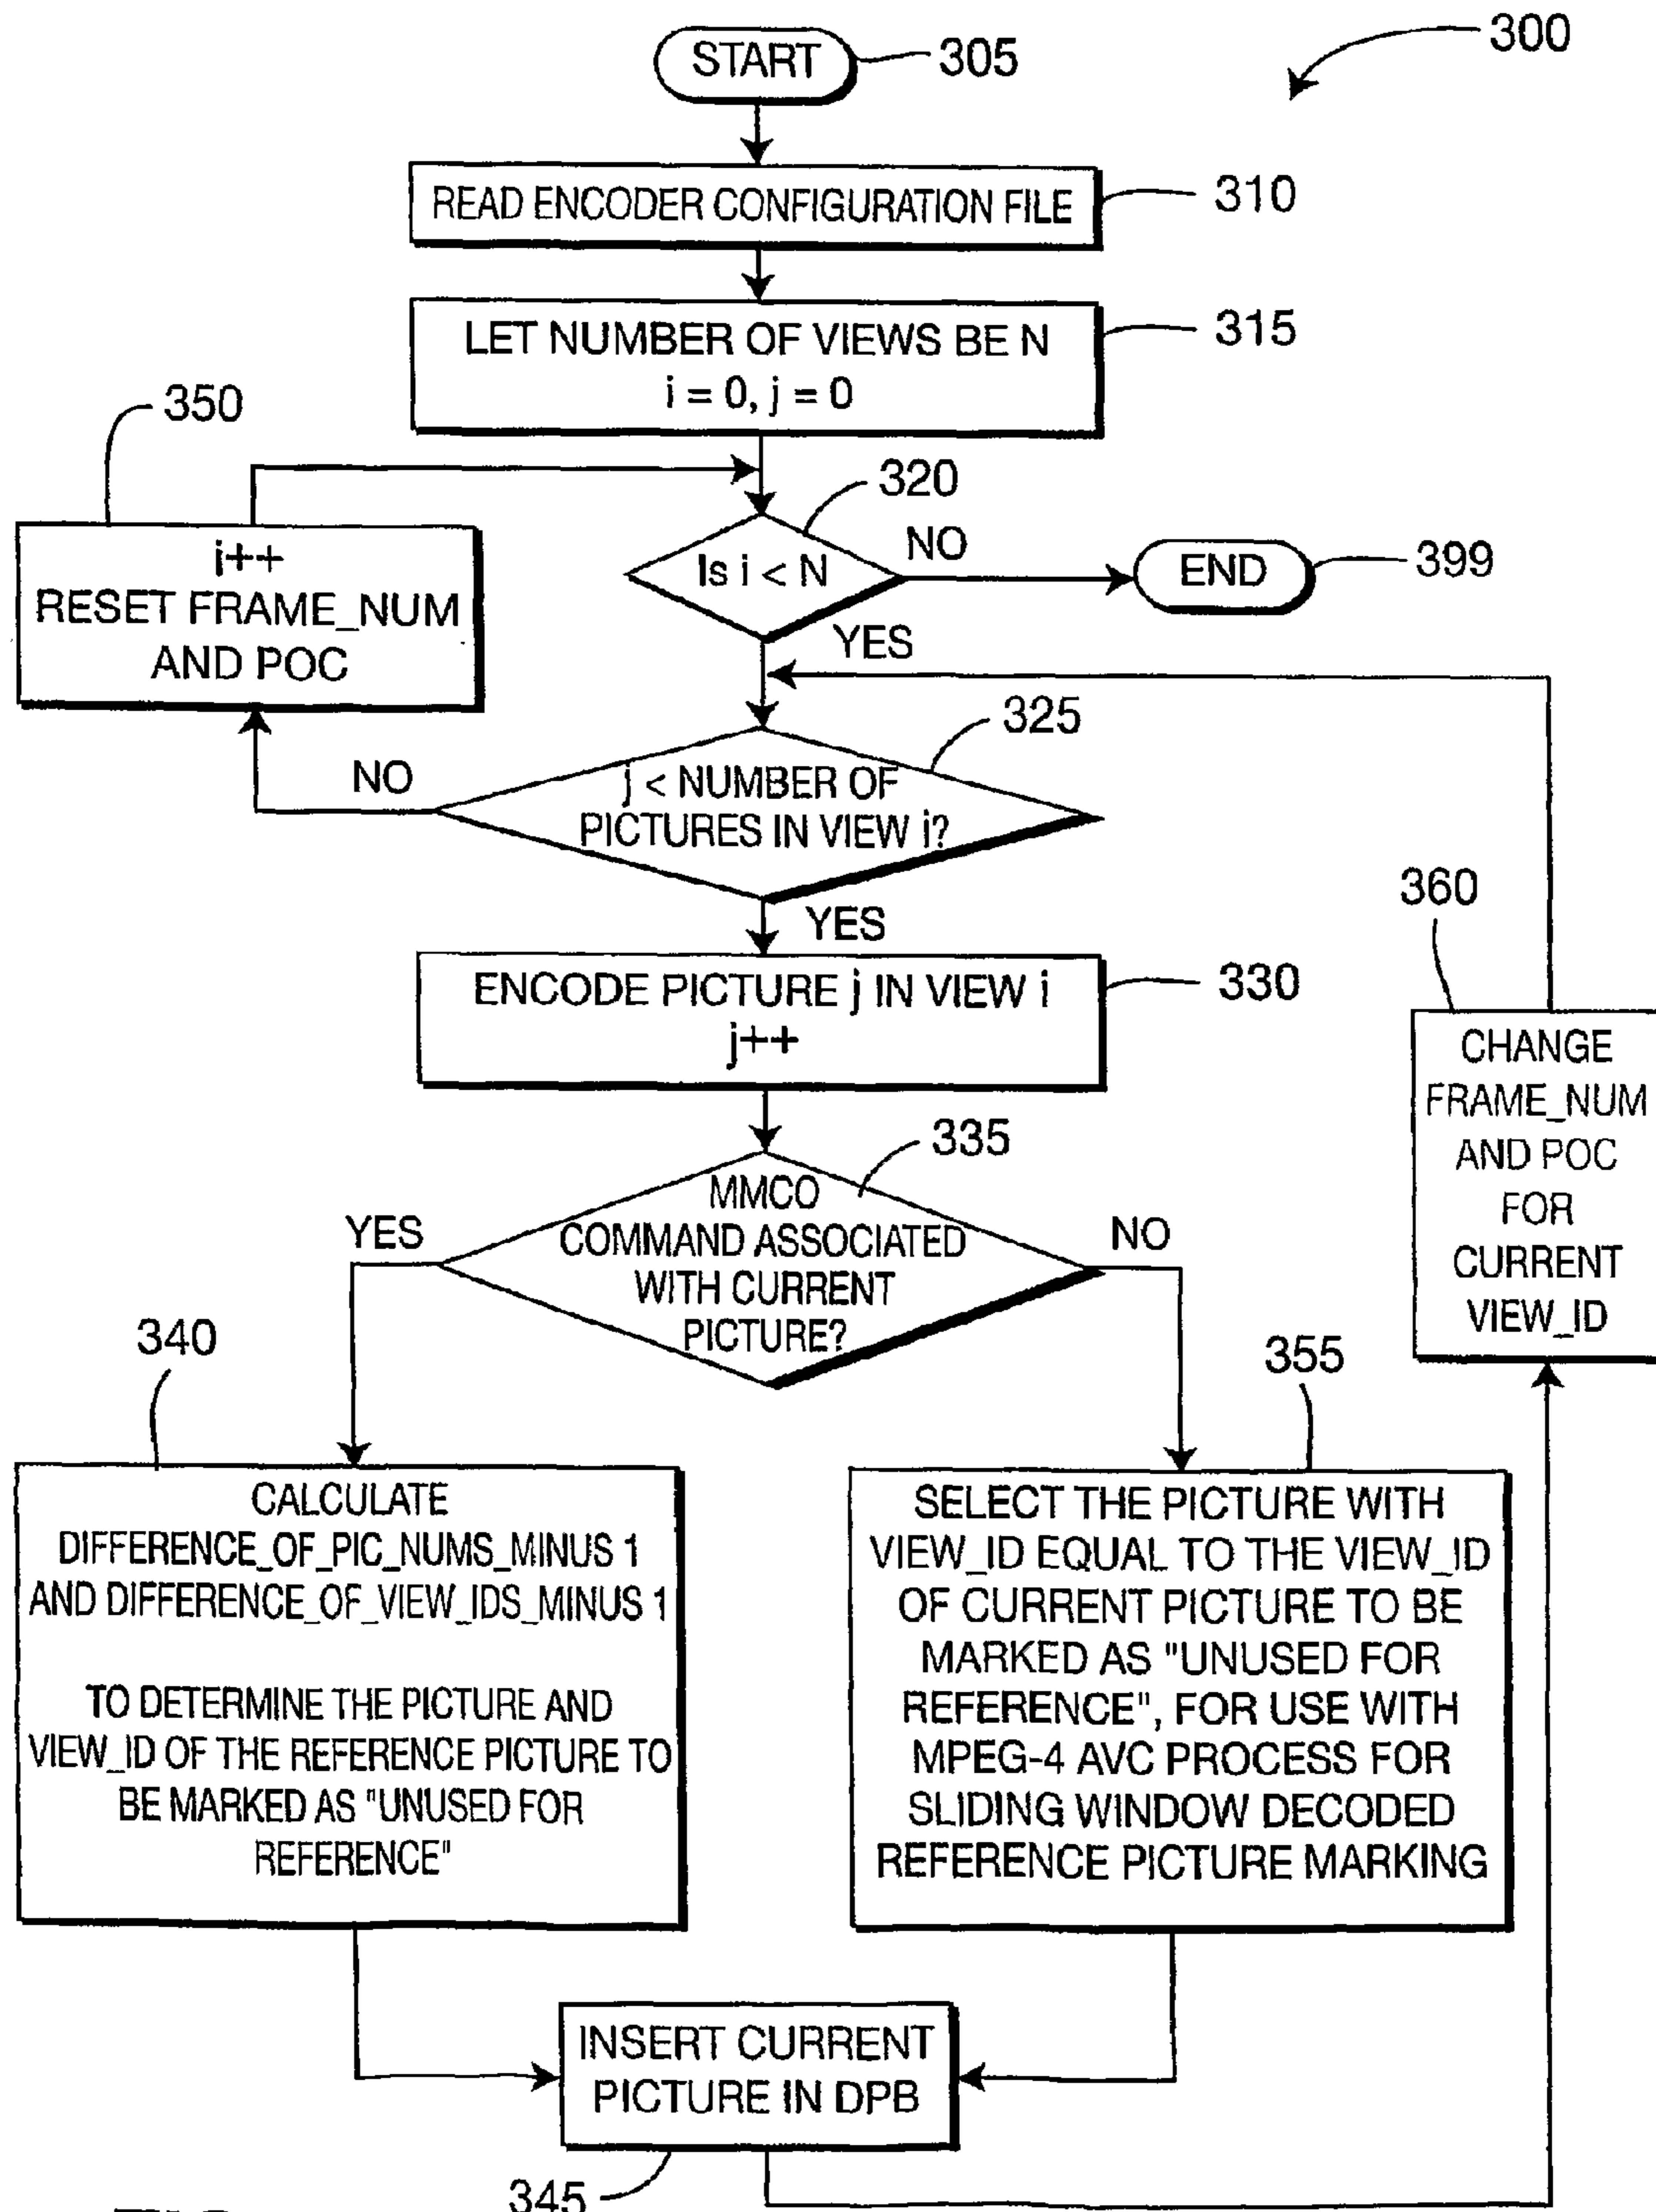 300
START
305
READ ENCODER CONFIGURATION FILE
310
LET NUMBER OF VIEWS BE N
i = 0, j = 0
315
350
i++
RESET FRAME_NUM
AND POC
320
Is i < N
NO
END
399
YES
325
j < NUMBER OF
PICTURES IN VIEW i?
NO
YES
360
CHANGE
FRAME_NUM
AND POC
FOR
CURRENT
VIEW_ID
ENCODE PICTURE j IN VIEW i
j++
330
335
MMCO
COMMAND ASSOCIATED
WITH CURRENT
PICTURE?
YES
NO
340
CALCULATE
DIFFERENCE_OF_PIC_NUMS_MINUS 1
AND DIFFERENCE_OF_VIEW_IDS_MINUS 1
TO DETERMINE THE PICTURE AND
VIEW_ID OF THE REFERENCE PICTURE TO
BE MARKED AS "UNUSED FOR
REFERENCE"
355
SELECT THE PICTURE WITH
VIEW_ID EQUAL TO THE VIEW_ID
OF CURRENT PICTURE TO BE
MARKED AS "UNUSED FOR
REFERENCE", FOR USE WITH
MPEG-4 AVC PROCESS FOR
SLIDING WINDOW DECODED
REFERENCE PICTURE MARKING
INSERT CURRENT
PICTURE IN DPB
345